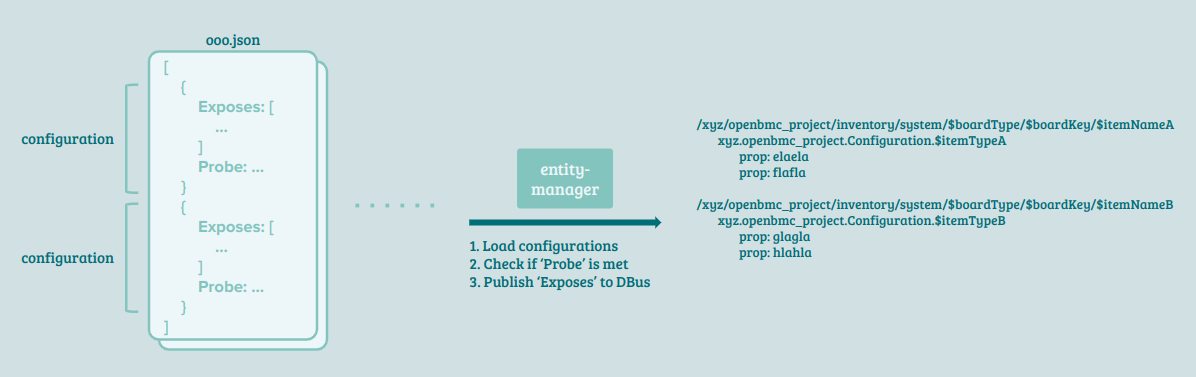 ooo.json
[
{
Exposes: [
...
]
Probe: ...
}
{
Exposes: [
...
]
Probe: ...
}
]
configuration
configuration
entity-
manager
1. Load configurations
2. Check if ‘Probe’ is met
3. Publish ‘Exposes’ to DBus
/xyz/openbmc_project/inventory/system/$boardType/$boardKey/$itemNameA
xyz.openbmc_project.Configuration.$itemTypeA
prop: elaela
prop: flafla
/xyz/openbmc_project/inventory/system/$boardType/$boardKey/$itemNameB
xyz.openbmc_project.Configuration.$itemTypeB
prop: glagla
prop: hlahla